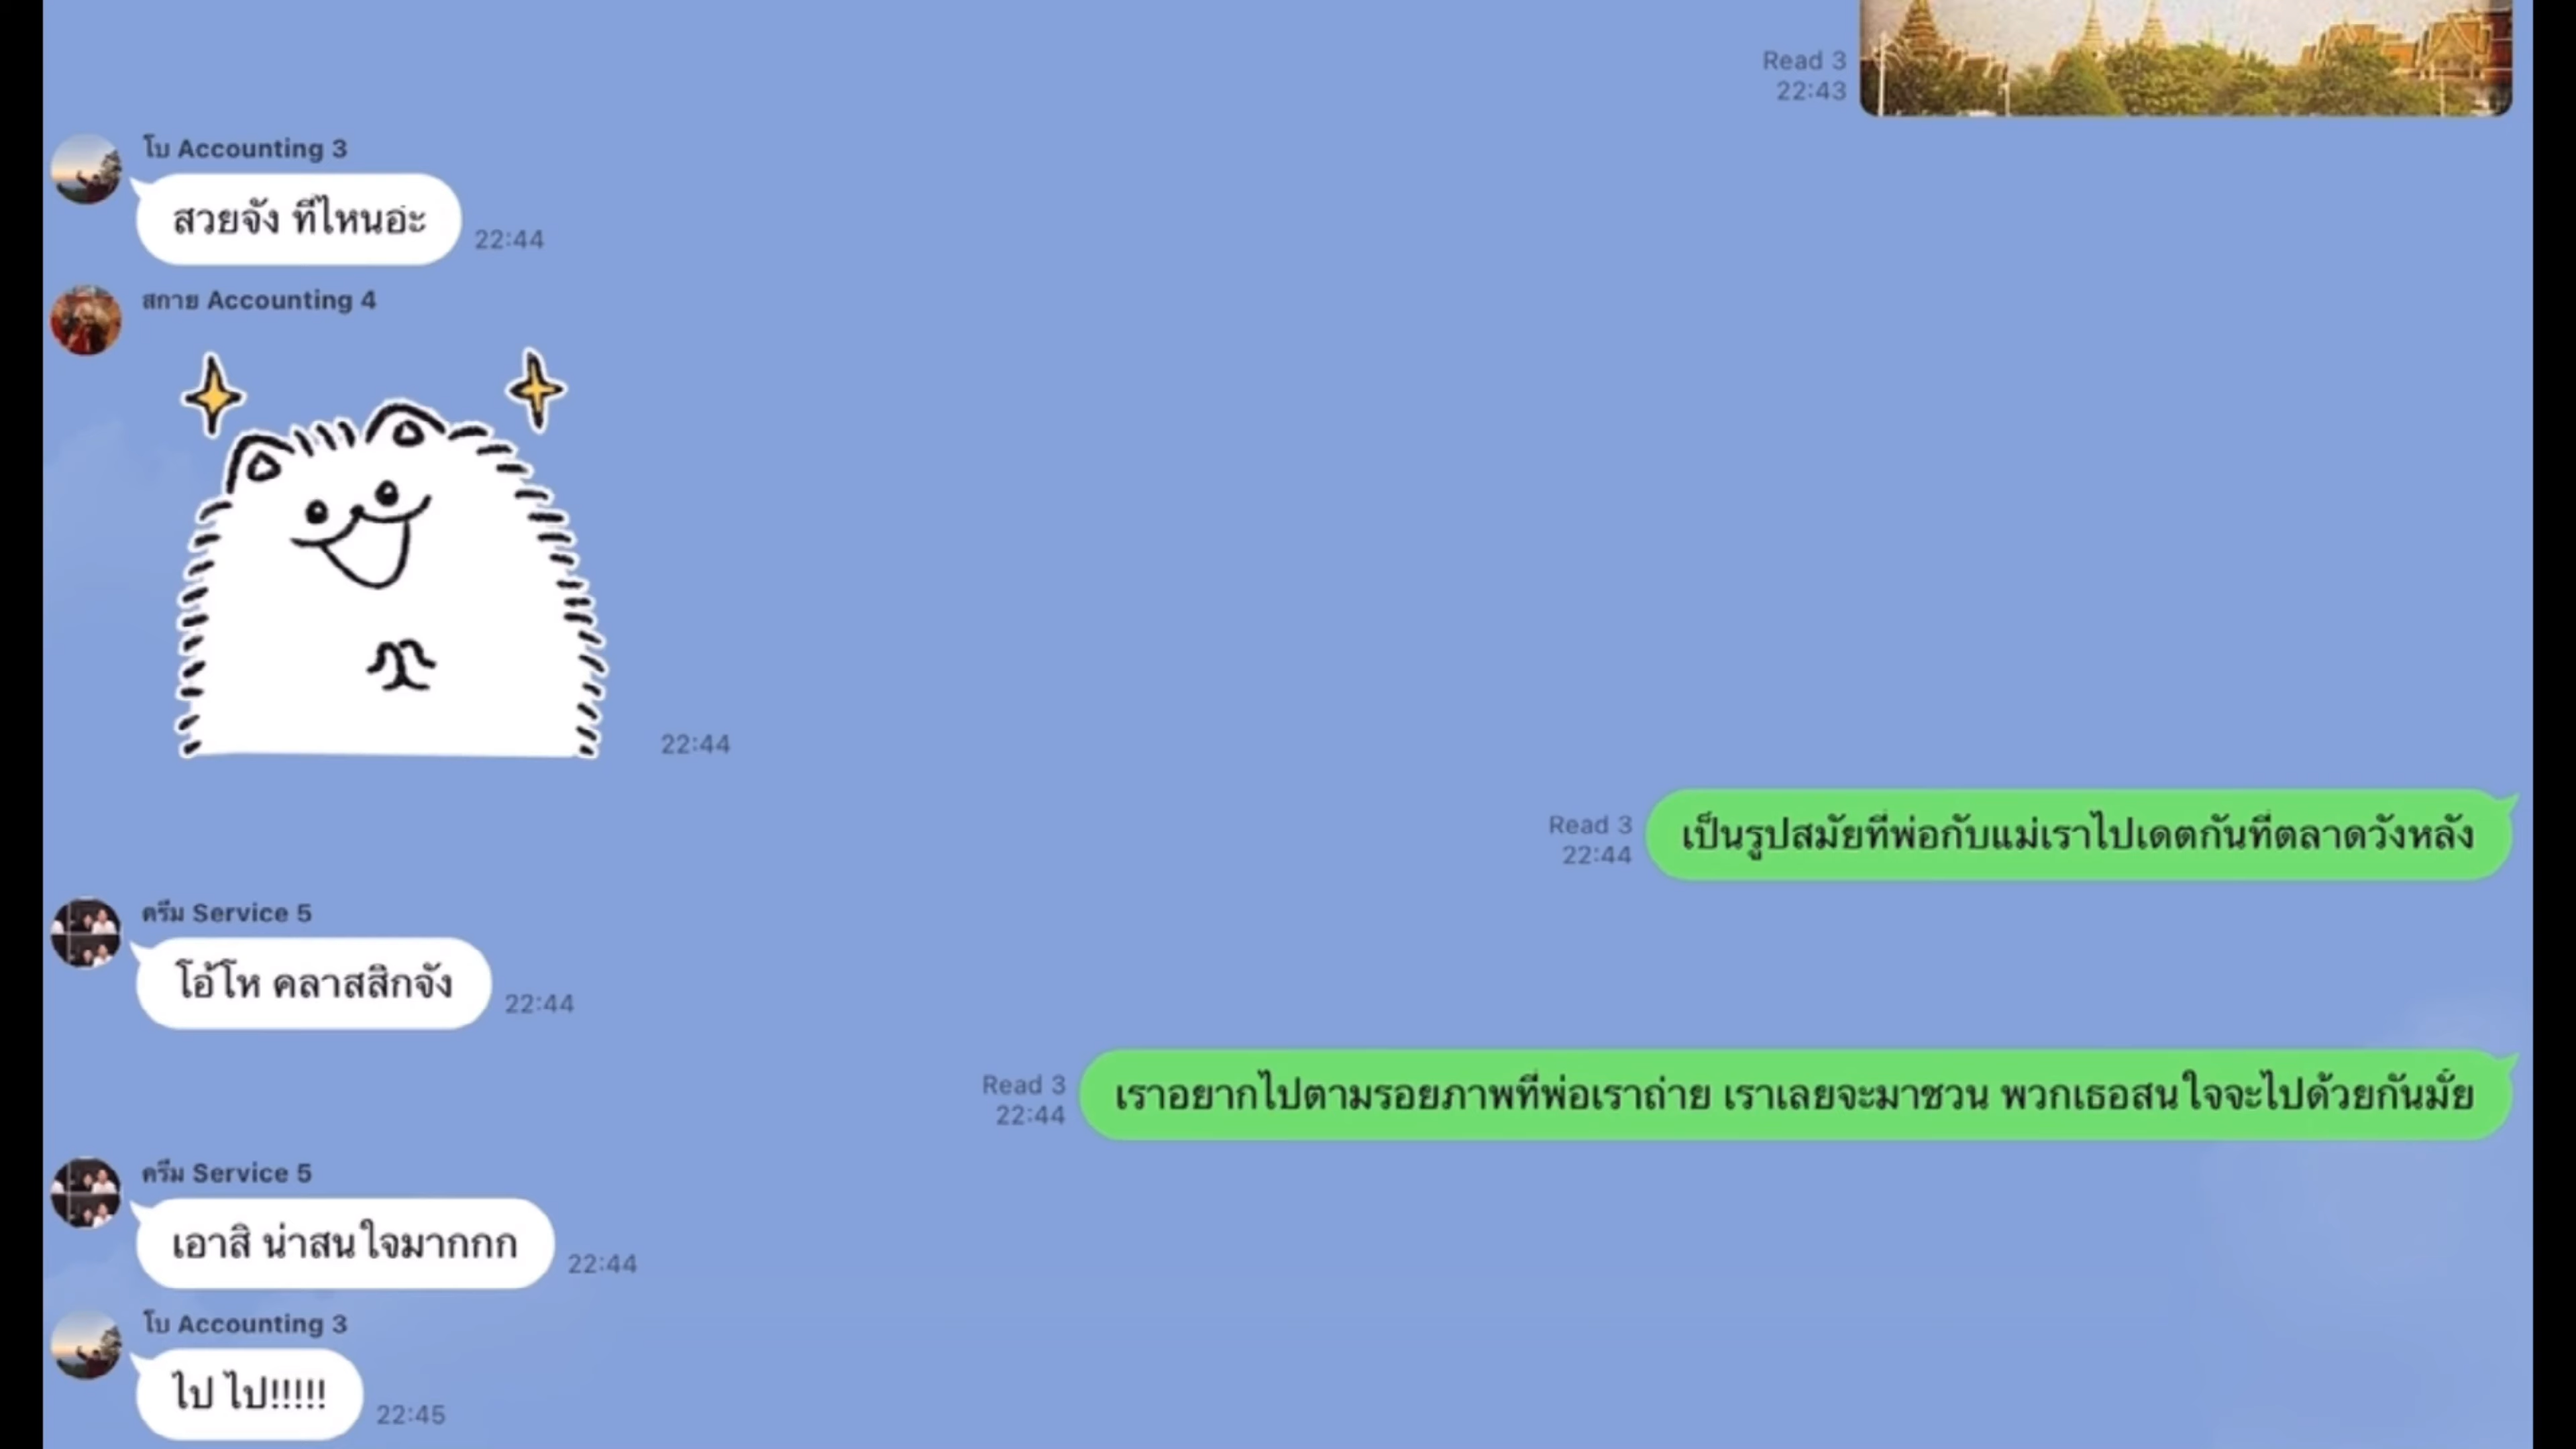 Read 3
22:43
โบ Accounting 3
สวยจัง ที่ไหนอ่ะ
22:44
สกาย Accounting 4
22:44
เป็นรูปสมัยที่พ่อกับแม่เราไปเดตกันที่ตลาดวังหลัง
Read 3
22:44
ครีม Service 5
โอ้โห คลาสสิกจัง
22:44
เราอยากไปตามรอยภาพที่พ่อเราถ่าย เราเลยจะมาชวน พวกเธอสนใจจะไปด้วยกันมั้ย
Read 3
22:44
ครีม Service 5
เอาสิ น่าสนใจมากกก
22:44
โบ Accounting 3
ไป ไป!!!!!
22:45